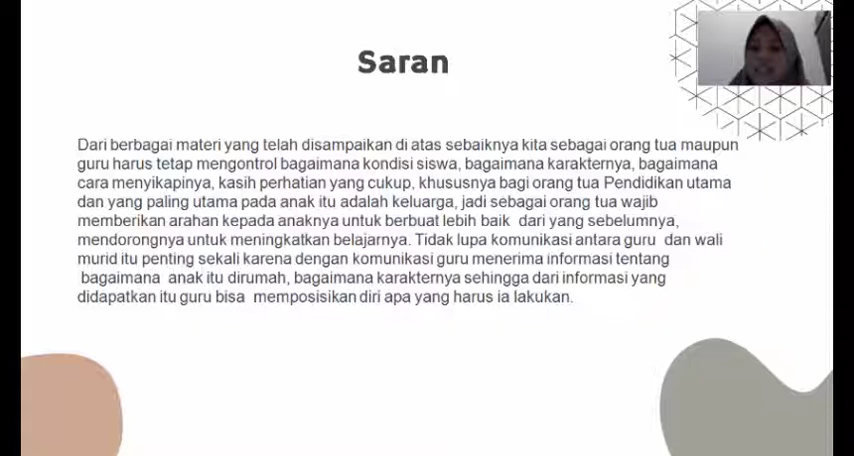 Saran
Dari berbagai materi yang telah disampaikan di atas sebaiknya kita sebagai orang tua maupun
guru harus tetap mengontrol bagaimana kondisi siswa, bagaimana karakternya, bagaimana
cara menyikapinya, kasih perhatian yang cukup, khususnya bagi orang tua Pendidikan utama
dan yang paling utama pada anak itu adalah keluarga, jadi sebagai orang tua wajib
memberikan arahan kepada anaknya untuk berbuat lebih baik dari yang sebelumnya,
mendorongnya untuk meningkatkan belajarnya. Tidak lupa komunikasi antara guru dan wali
murid itu penting sekali karena dengan komunikasi guru menerima informasi tentang
bagaimana anak itu dirumah, bagaimana karakternya sehingga dari informasi yang
didapatkan itu guru bisa memposisikan diri apa yang harus ia lakukan.